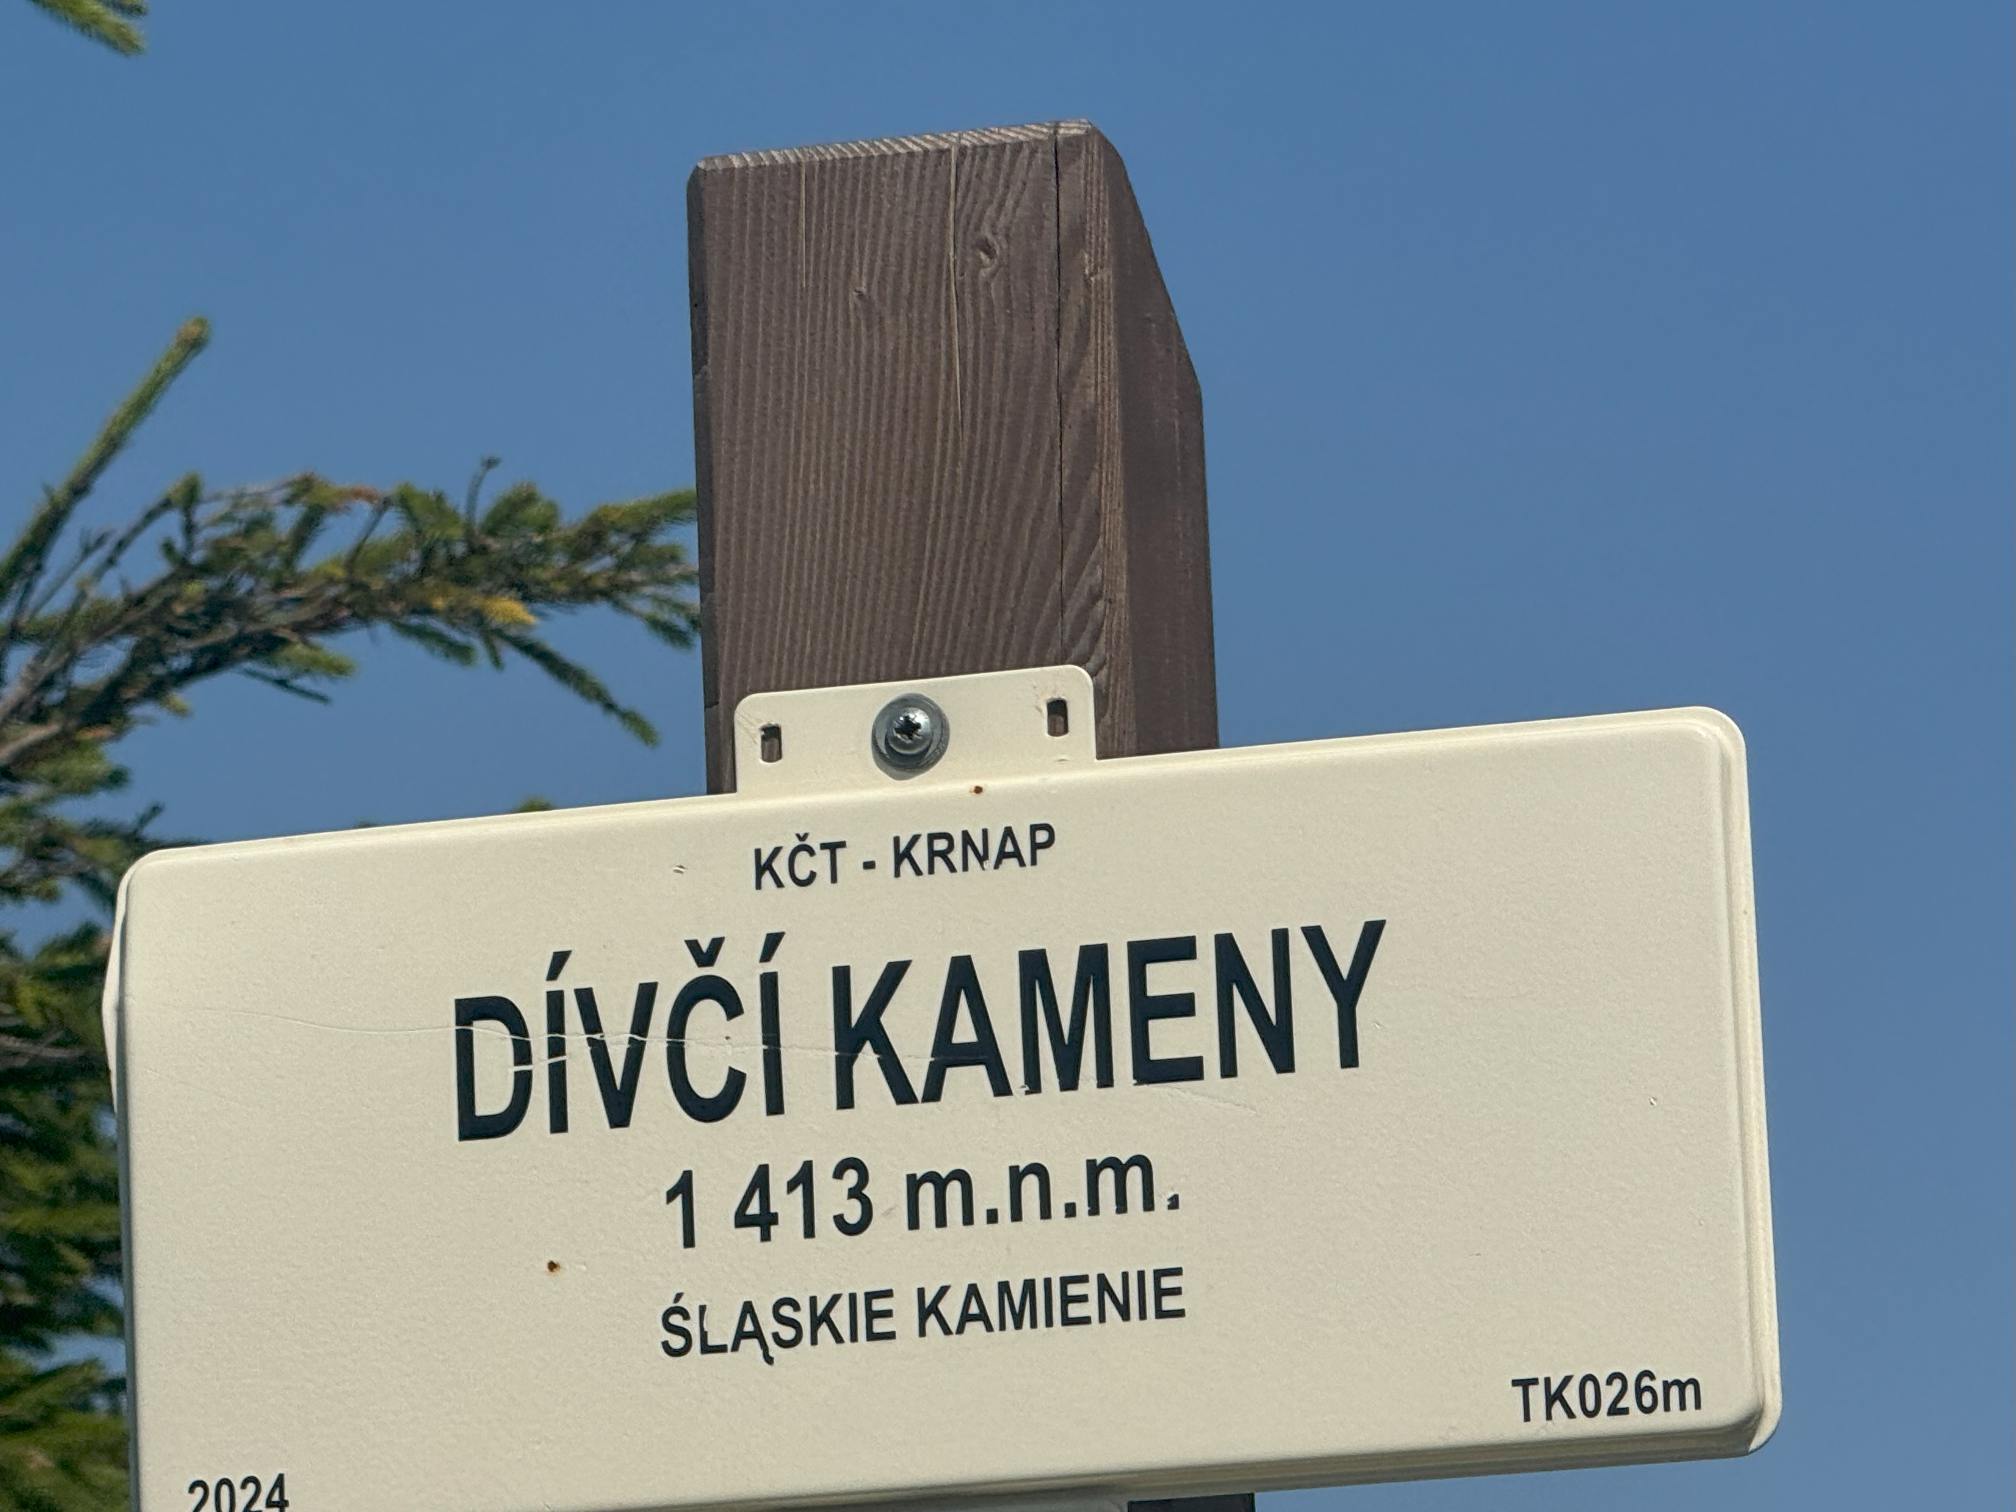 KČT - KRNAP
DÍVČÍ KAMENY
1 413 m.n.m.
ŚLĄSKIE KAMIENIE
TK026m
2024